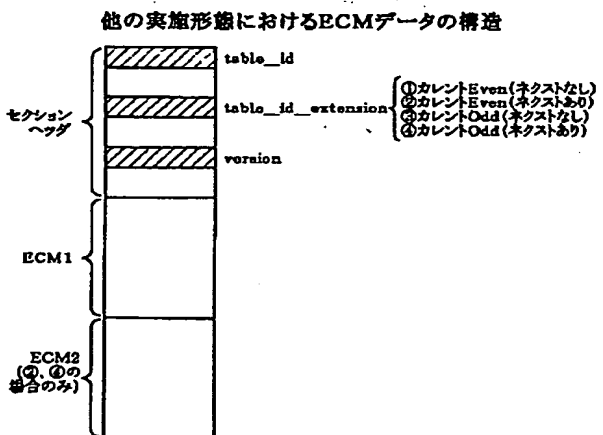 他の実施形態におけるECMデータの構造
table_id
セクション
ヘッダ
table_id_extension
①カレントEven(ネクストなし)
②カレントEven(ネクストあり)
③カレントOdd(ネクストなし)
④カレントOdd(ネクストあり)
version
ECM1
ECM2
(②、④の
場合のみ)